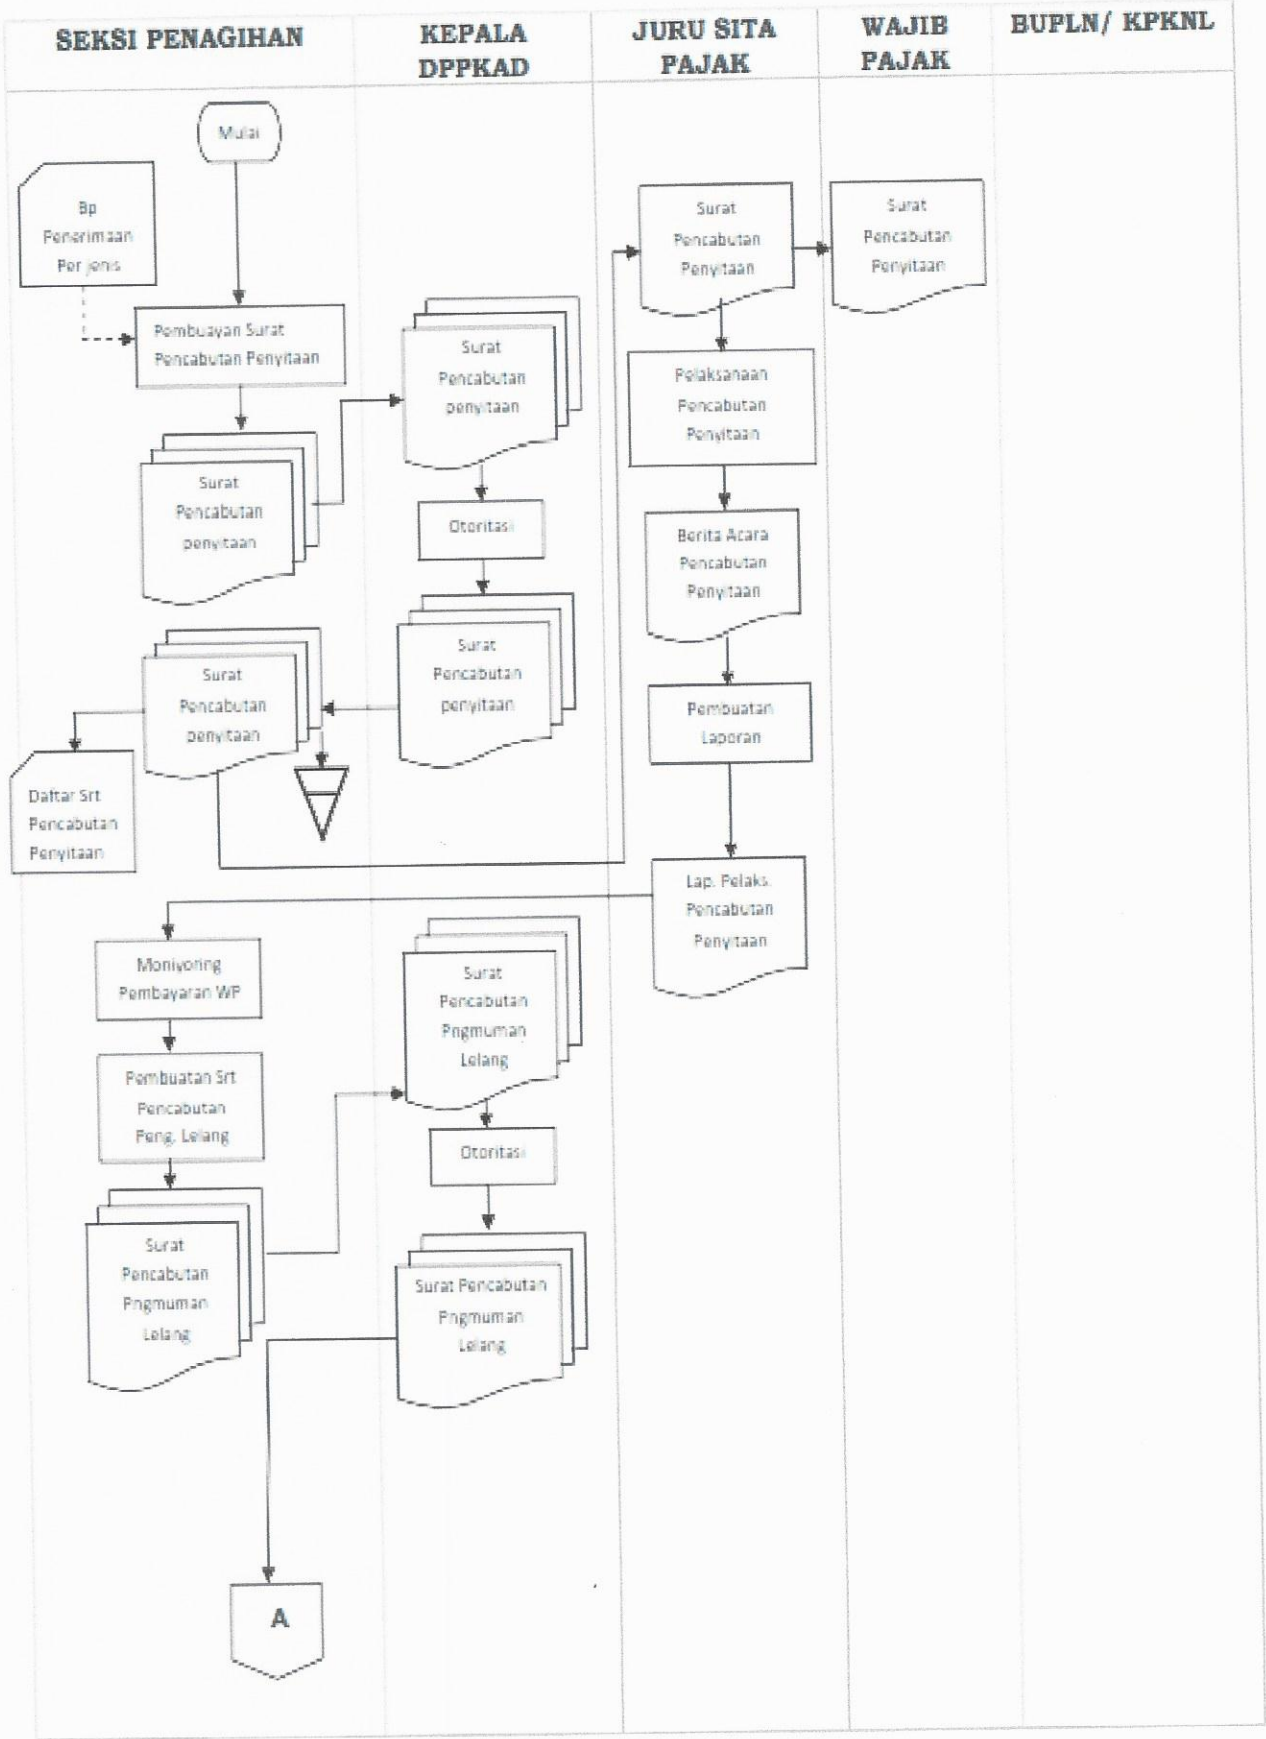 SEKSI PENAGIHAN
KEPALA
DPPKAD
JURU SITA
PAJAK
WAJIB
PAJAK
BUPLN/ KPKNL
Mulai
Bp
Penerimaan
Per jenis
Pembuayan Surat
Pencabutan Penyitaan
Surat
Pencabutan
penyitaan
Surat
Pencabutan
penyitaan
Daftar Srt
Pencabutan
Penyitaan
Moniyoring
Pembayaran WP
Pembuatan Srt
Pencabutan
Peng. Lelang
Surat
Pencabutan
Pngmuman
Lelang
A
Surat
Pencabutan
penyitaan
Otoritasi
Surat
Pencabutan
penyitaan
Surat
Pencabutan
Pngmuman
Lelang
Otoritasi
Surat Pencabutan
Pngmuman
Lelang
Surat
Pencabutan
Penyitaan
Pelaksanaan
Pencabutan
Penyitaan
Berita Acara
Pencabutan
Penyitaan
Pembuatan
Laporan
Lap. Pelaks.
Pencabutan
Penyitaan
Surat
Pencabutan
Penyitaan